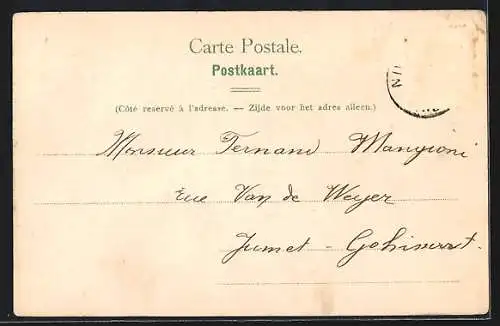 Carte Postale.
Postkaart.
(Côté reservé à l'adresse. — Zijde voor het adres alleen.)
Monsieur Fernand Mangioni
rue Van de Weyer
Jumet - Gohissart.